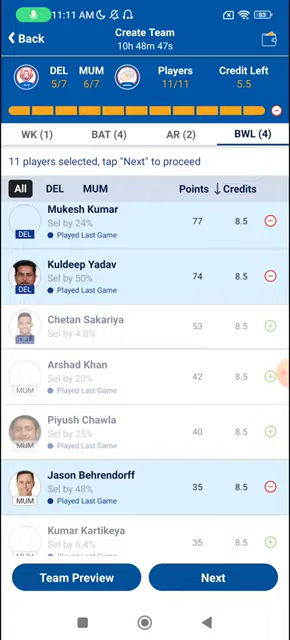 11:11 AM
83
Back
Create Team
10h 48m 47s
DEL
5/7
MUM
6/7
Players
11/11
Credit Left
5.5
WK (1)
BAT (4)
AR (2)
BWL (4)
11 players selected, tap "Next" to proceed
All
DEL
MUM
Points
Credits
Mukesh Kumar
Sel by 24%
Played Last Game
DEL
77
8.5
Kuldeep Yadav
Sel by 50%
Played Last Game
DEL
74
8.5
Chetan Sakariya
Sel by 4.8%
DEL
53
8.5
Arshad Khan
Sel by 20%
Played Last Game
MUM
42
8.5
Piyush Chawla
Sel by 25%
Played Last Game
MUM
40
8.5
Jason Behrendorff
Sel by 48%
Played Last Game
MUM
35
8.5
Kumar Kartikeya
Sel by 6.4%
MUM
35
8.5
Team Preview
Next